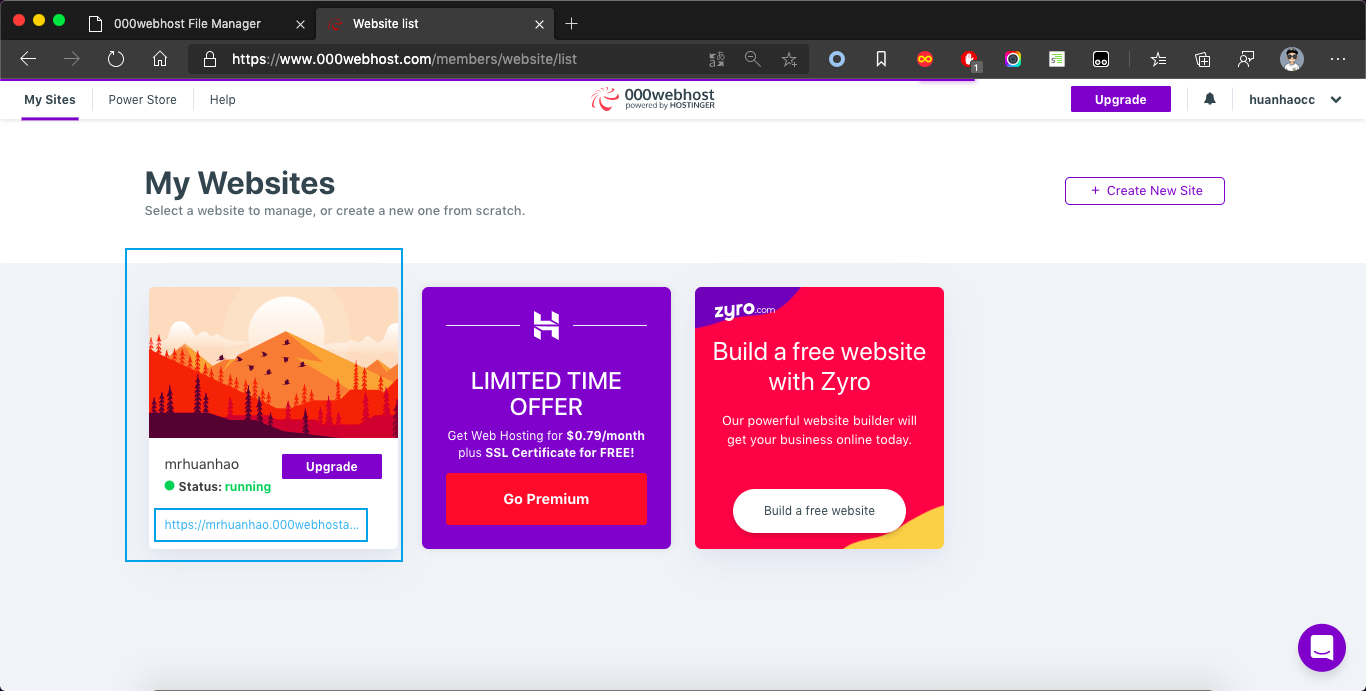 000webhost File Manager
Website list
https://www.000webhost.com/members/website/list
1
My Sites
Power Store
Help
000webhost
powered by HOSTINGER
Upgrade
huanhaocc
My Websites
Select a website to manage, or create a new one from scratch.
+ Create New Site
mrhuanhao
Upgrade
Status: running
https://mrhuanhao.000webhosta...
LIMITED TIME
OFFER
Get Web Hosting for $0.79/month
plus SSL Certificate for FREE!
Go Premium
zyro.com
Build a free website
with Zyro
Our powerful website builder will
get your business online today.
Build a free website